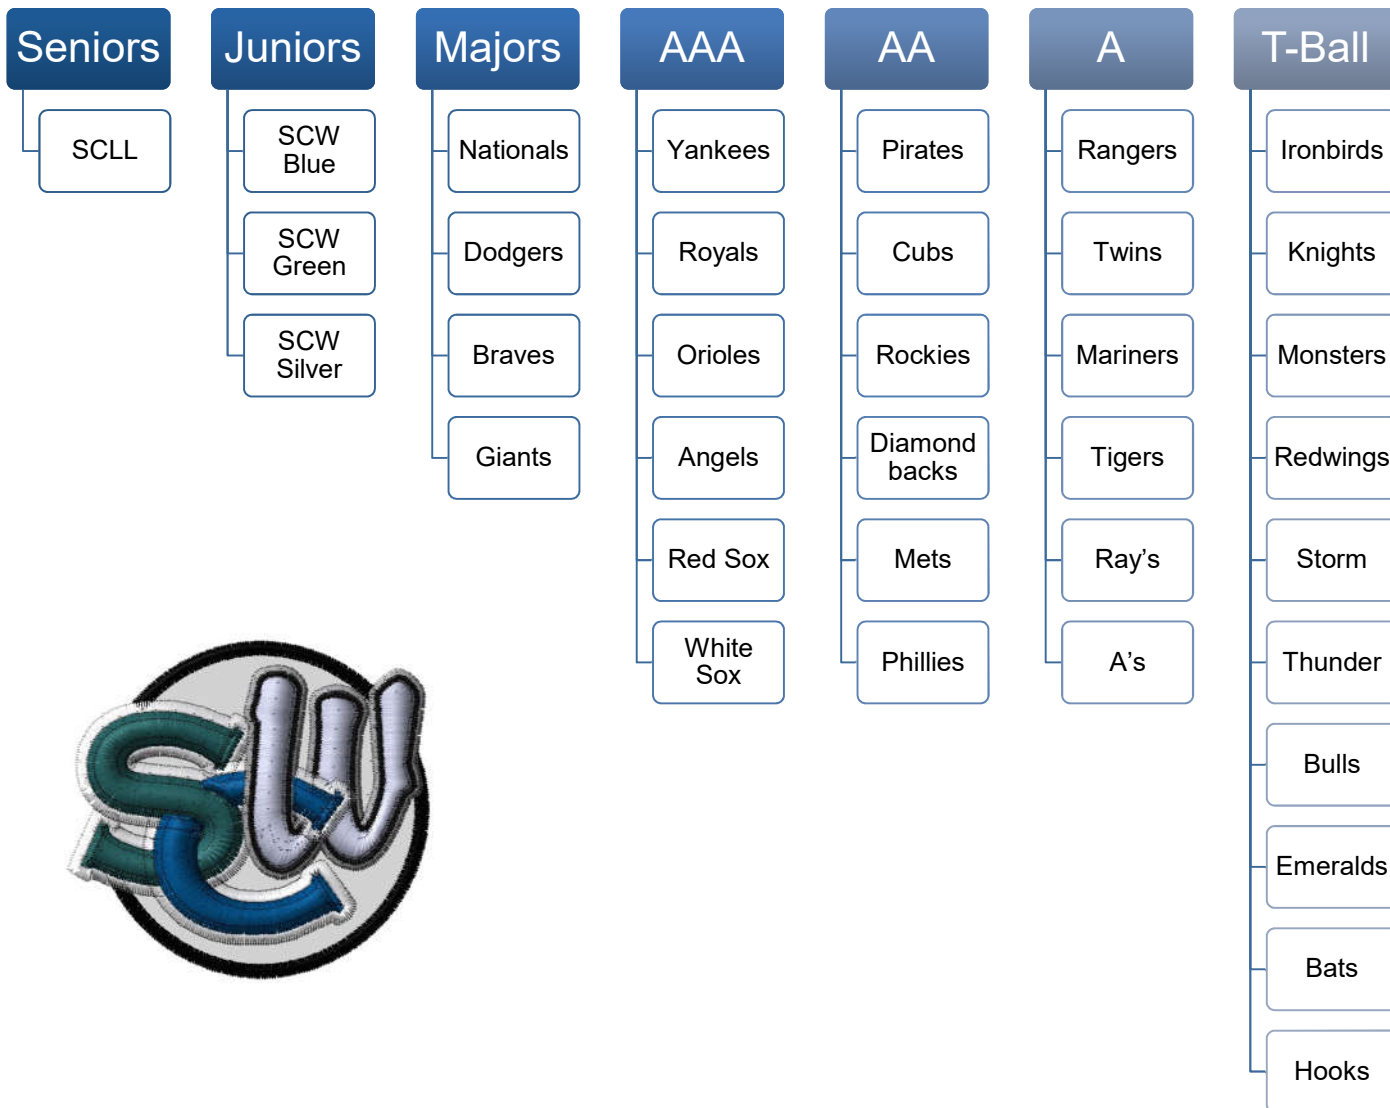 Seniors
SCLL
Juniors
SCW
Blue
SCW
Green
SCW
Silver
Majors
Nationals
Dodgers
Braves
Giants
AAA
Yankees
Royals
Orioles
Angels
Red Sox
White
Sox
AA
Pirates
Cubs
Rockies
Diamond
backs
Mets
Phillies
A
Rangers
Twins
Mariners
Tigers
Ray’s
A’s
T-Ball
Ironbirds
Knights
Monsters
Redwings
Storm
Thunder
Bulls
Emeralds
Bats
Hooks
SCW